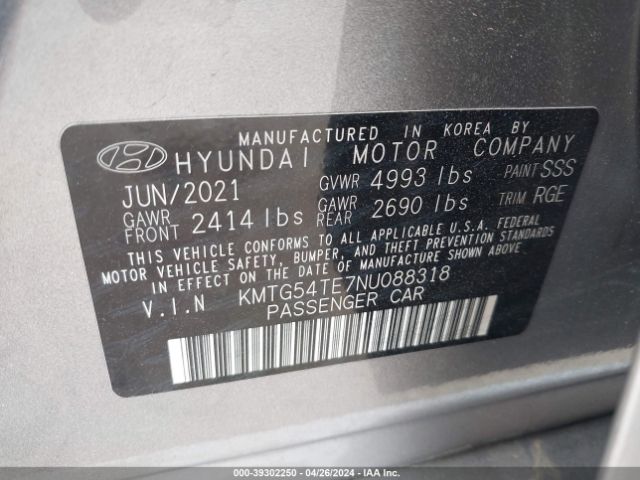 MANUFACTURED IN KOREA BY
HYUNDAI MOTOR COMPANY
JUN/2021 GVWR 4993 lbs PAINT SSS
GAWR FRONT 2414 lbs GAWR REAR 2690 lbs TRIM RGE
THIS VEHICLE CONFORMS TO ALL APPLICABLE U.S.A. FEDERAL
MOTOR VEHICLE SAFETY, BUMPER, AND THEFT PREVENTION
STANDARDS IN EFFECT ON THE DATE OF MANUFACTURE SHOWN ABOVE.
V.I.N KMTG54TE7NU088318
PASSENGER CAR
000-39302250 - 04/26/2024 - IAA Inc.